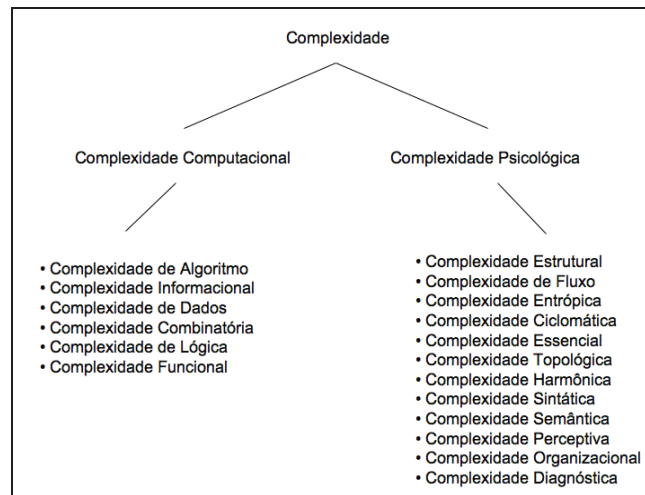 Complexidade
Complexidade Computacional
Complexidade Psicológica
• Complexidade de Algoritmo
• Complexidade Informacional
• Complexidade de Dados
• Complexidade Combinatória
• Complexidade de Lógica
• Complexidade Funcional
• Complexidade Estrutural
• Complexidade de Fluxo
• Complexidade Entrópica
• Complexidade Ciclomática
• Complexidade Essencial
• Complexidade Topológica
• Complexidade Harmônica
• Complexidade Sintática
• Complexidade Semântica
• Complexidade Perceptiva
• Complexidade Organizacional
• Complexidade Diagnóstica